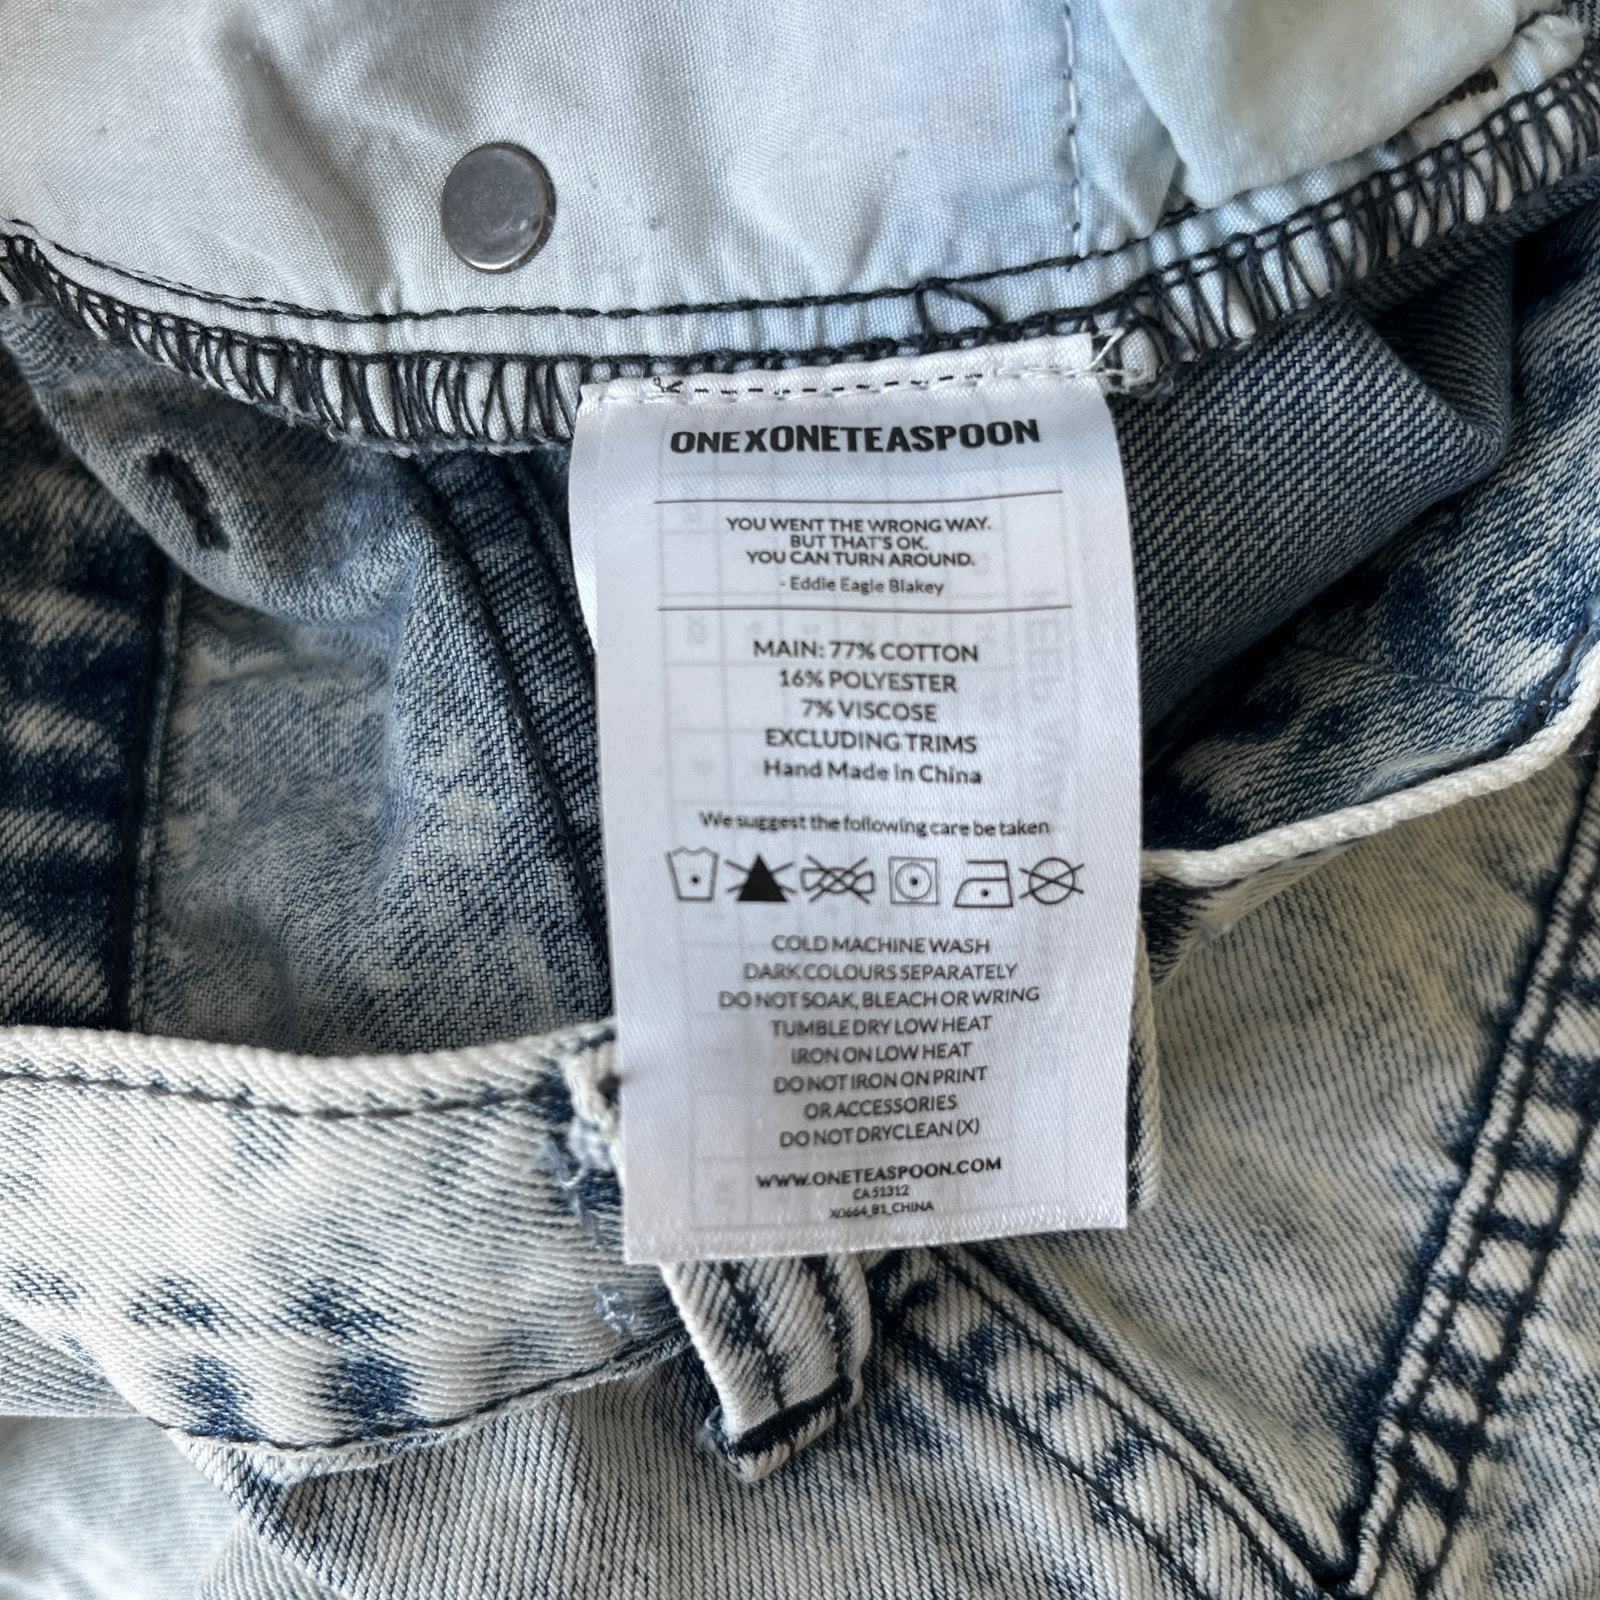 ONEXONETEASPOON
YOU WENT THE WRONG WAY.
BUT THAT'S OK.
YOU CAN TURN AROUND.
- Eddie Eagle Blakey
MAIN: 77% COTTON
16% POLYESTER
7% VISCOSE
EXCLUDING TRIMS
Hand Made in China
We suggest the following care be taken
COLD MACHINE WASH
DARK COLOURS SEPARATELY
DO NOT SOAK, BLEACH OR WRING
TUMBLE DRY LOW HEAT
IRON ON LOW HEAT
DO NOT IRON ON PRINT
OR ACCESSORIES
DO NOT DRYCLEAN (X)
WWW.ONETEASPOON.COM
CA 51312
X0664_B1_CHINA